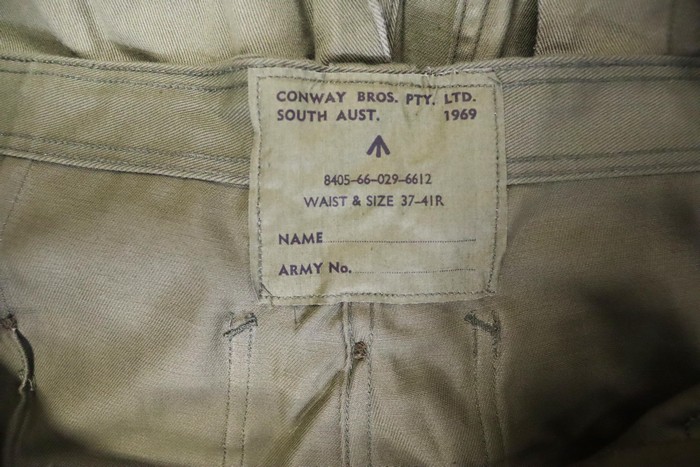 CONWAY BROS. PTY. LTD.
SOUTH AUST. 1969
8405-66-029-6612
WAIST & SIZE 37-41R
NAME
ARMY No.